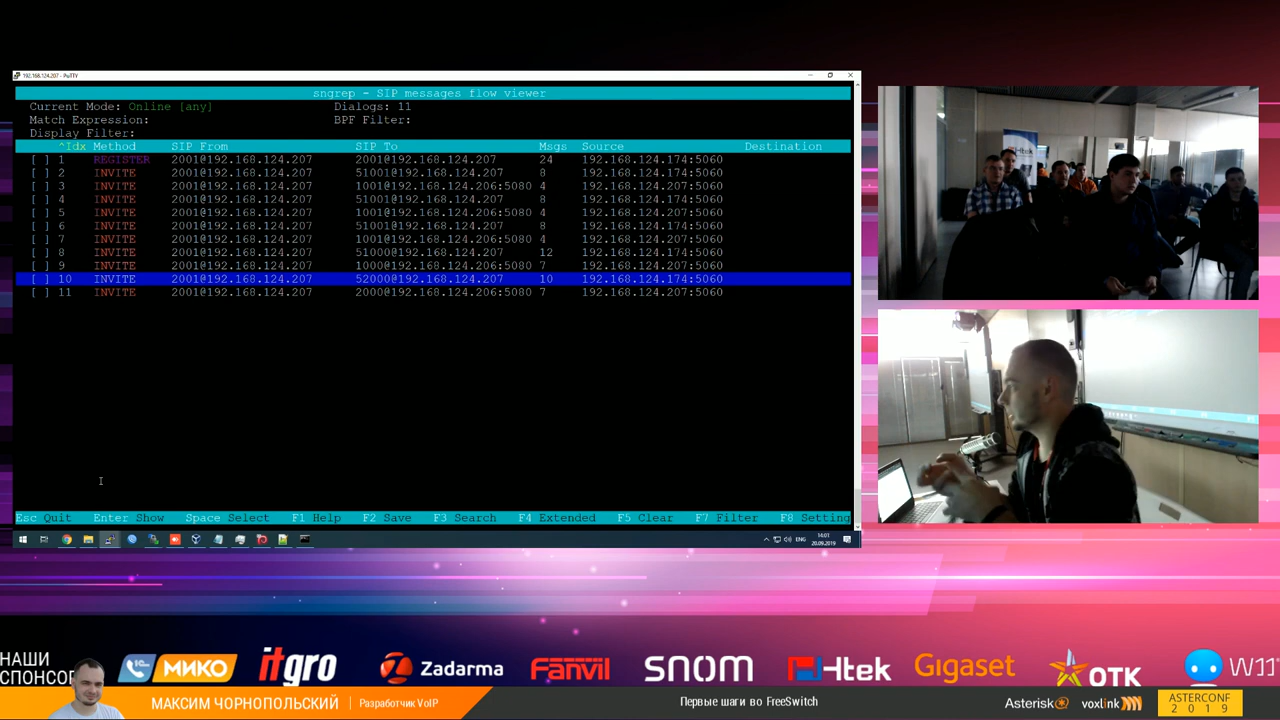 192.168.124.207 - PuTTY
sngrep - SIP messages flow viewer
Current Mode: Online [any] Dialogs: 11
Match Expression: BPF Filter:
Display Filter:
^Idx Method SIP From SIP To Msgs Source Destination
[ ] 1 REGISTER 2001@192.168.124.207 2001@192.168.124.207 24 192.168.124.174:5060
[ ] 2 INVITE 2001@192.168.124.207 51001@192.168.124.207 8 192.168.124.174:5060
[ ] 3 INVITE 2001@192.168.124.207 1001@192.168.124.206:5080 4 192.168.124.207:5060
[ ] 4 INVITE 2001@192.168.124.207 51001@192.168.124.207 8 192.168.124.174:5060
[ ] 5 INVITE 2001@192.168.124.207 1001@192.168.124.206:5080 4 192.168.124.207:5060
[ ] 6 INVITE 2001@192.168.124.207 51001@192.168.124.207 8 192.168.124.174:5060
[ ] 7 INVITE 2001@192.168.124.207 1001@192.168.124.206:5080 4 192.168.124.207:5060
[ ] 8 INVITE 2001@192.168.124.207 51000@192.168.124.207 12 192.168.124.174:5060
[ ] 9 INVITE 2001@192.168.124.207 1000@192.168.124.206:5080 7 192.168.124.207:5060
[ ] 10 INVITE 2001@192.168.124.207 52000@192.168.124.207 10 192.168.124.174:5060
[ ] 11 INVITE 2001@192.168.124.207 2000@192.168.124.206:5080 7 192.168.124.207:5060
Esc Quit Enter Show Space Select F1 Help F2 Save F3 Search F4 Extended F5 Clear F7 Filter F8 Setting
ENG 14:01
20.09.2019
НАШИ
СПОНСО
1С МИКО itgro Zadarma Fanvil SNOM Htek Gigaset ОТК W11
МАКСИМ ЧОРНОПОЛЬСКИЙ Разработчик VoIP Первые шаги во FreeSwitch Asterisk voxlink ASTERCONF
2019